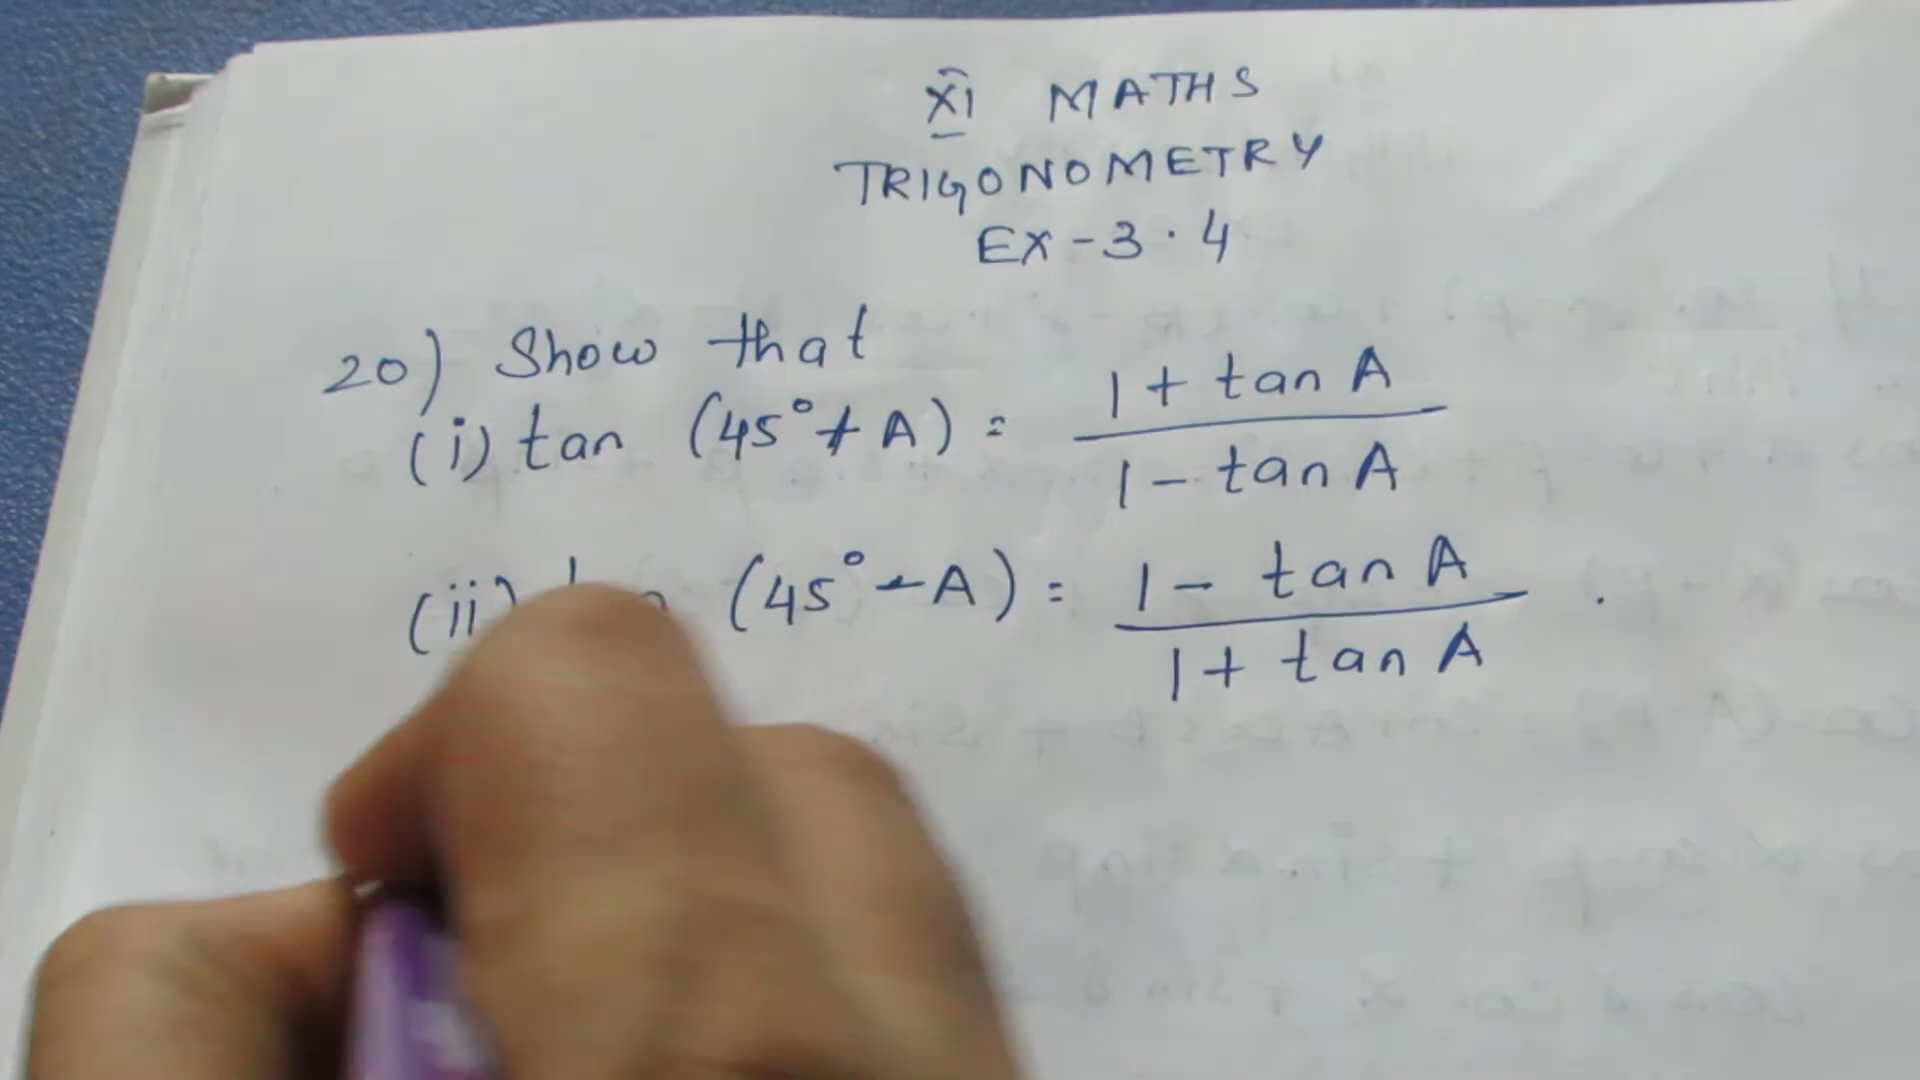 XI MATHS
TRIGONOMETRY
EX - 3.4
20) Show that
(i) tan (45° + A) = 1 + tan A / 1 - tan A
(ii) (45° - A) = 1 - tan A / 1 + tan A .